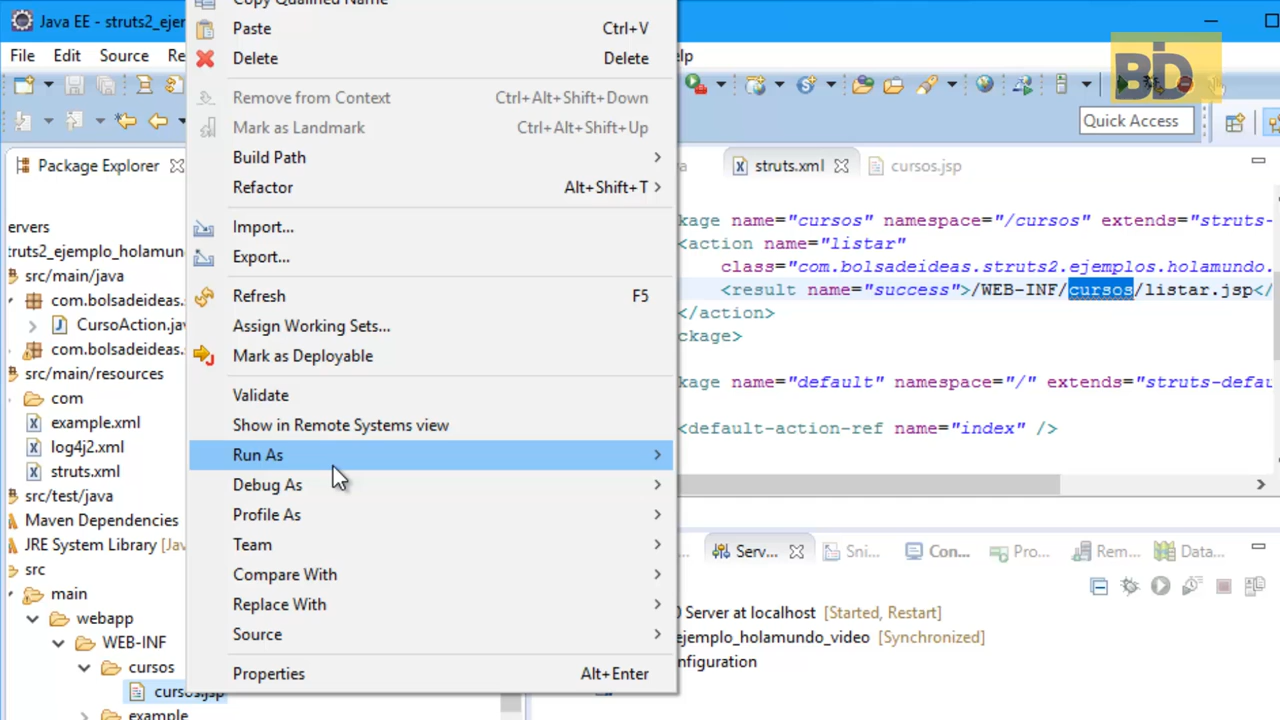 Java EE - struts2_ejer
File Edit Source Re
elp
Quick Access
BD
Package Explorer
ervers
truts2_ejemplo_holamun
src/main/java
com.bolsadeideas.
CursoAction.jav
com.bolsadeideas.
src/main/resources
com
example.xml
log4j2.xml
struts.xml
src/test/java
Maven Dependencies
JRE System Library [Jav
src
main
webapp
WEB-INF
cursos
cursos.jsp
example
Copy Qualified Name
Paste Ctrl+V
Delete Delete
Remove from Context Ctrl+Alt+Shift+Down
Mark as Landmark Ctrl+Alt+Shift+Up
Build Path
Refactor Alt+Shift+T
Import...
Export...
Refresh F5
Assign Working Sets...
Mark as Deployable
Validate
Show in Remote Systems view
Run As
Debug As
Profile As
Team
Compare With
Replace With
Source
Properties Alt+Enter
a struts.xml cursos.jsp
kage name="cursos" namespace="/cursos" extends="struts-
<action name="listar"
class="com.bolsadeideas.struts2.ejemplos.holamundo.
<result name="success">/WEB-INF/cursos/listar.jsp</
</action>
ckage>
kage name="default" namespace="/" extends="struts-defau
<default-action-ref name="index" />
Serv... Sni... Con... Pro... Rem... Data...
0 Server at localhost [Started, Restart]
ejemplo_holamundo_video [Synchronized]
nfiguration